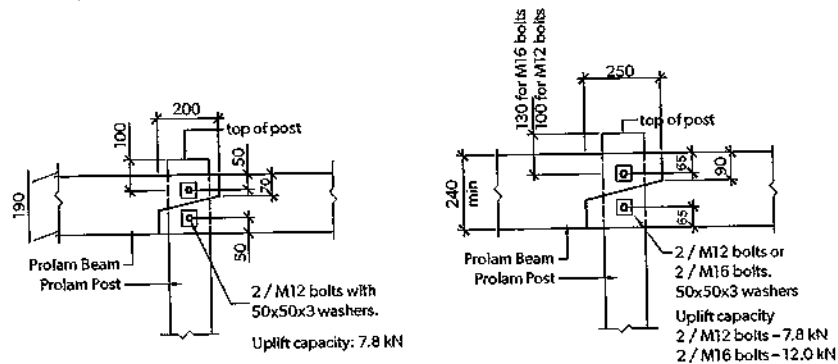 200
top of post
100
50
70
190
50
Prolam Beam
Prolam Post
2 / M12 bolts with
50x50x3 washers.
Uplift capacity: 7.8 kN
130 for M16 bolts
100 for M12 bolts
250
top of post
65
90
240
min
65
Prolam Beam
Prolam Post
2 / M12 bolts or
2 / M16 bolts.
50x50x3 washers
Uplift capacity
2 / M12 bolts – 7.8 kN
2 / M16 bolts – 12.0 kN